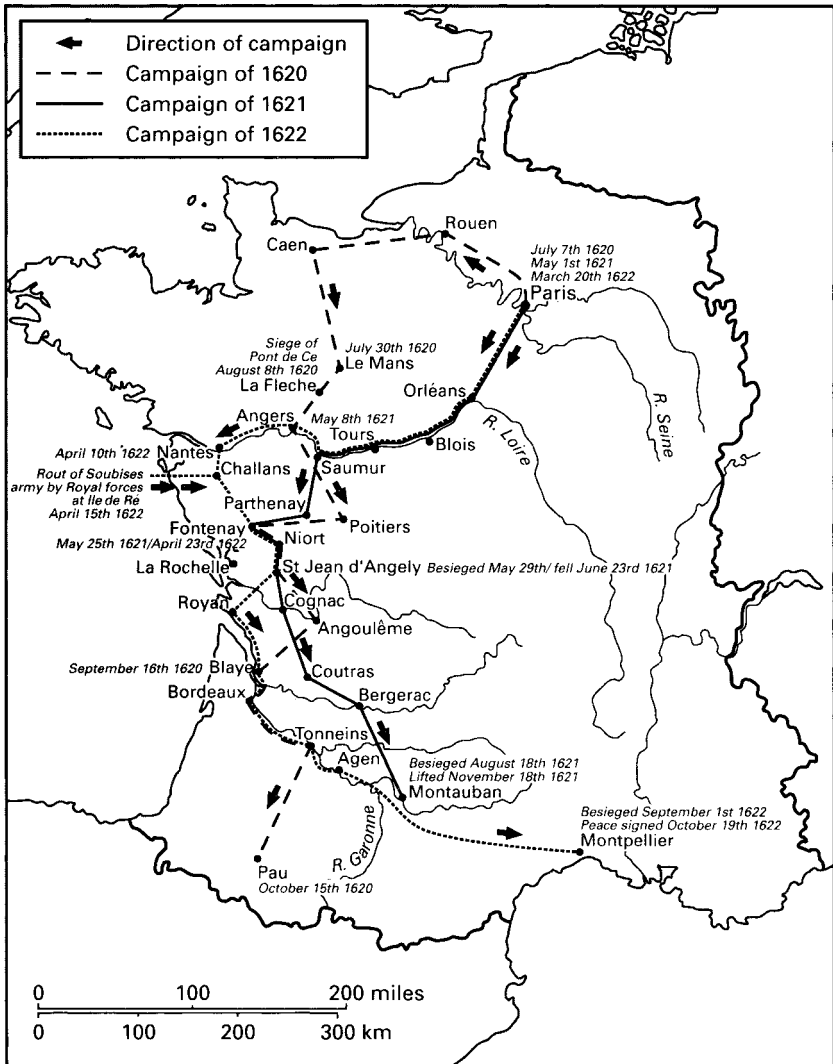 Direction of campaign
Campaign of 1620
Campaign of 1621
Campaign of 1622
Rouen
Caen
July 7th 1620
May 1st 1621
March 20th 1622
Paris
Siege of
Pont de Ce
August 8th 1620
July 30th 1620
Le Mans
La Fleche
Orléans
R. Seine
Angers
May 8th 1621
Tours
Blois
R. Loire
April 10th 1622
Nantes
Saumur
Challans
Rout of Soubises
army by Royal forces
at Ile de Ré
April 15th 1622
Parthenay
Poitiers
Fontenay
Niort
May 25th 1621/April 23rd 1622
La Rochelle
St Jean d'Angely Besieged May 29th/ fell June 23rd 1621
Royan
Cognac
Angoulême
September 16th 1620 Blaye
Coutras
Bordeaux
Bergerac
Tonneins
Agen
Besieged August 18th 1621
Lifted November 18th 1621
Montauban
Besieged September 1st 1622
Peace signed October 19th 1622
Montpellier
R. Garonne
Pau
October 15th 1620
0 100 200 miles
0 100 200 300 km